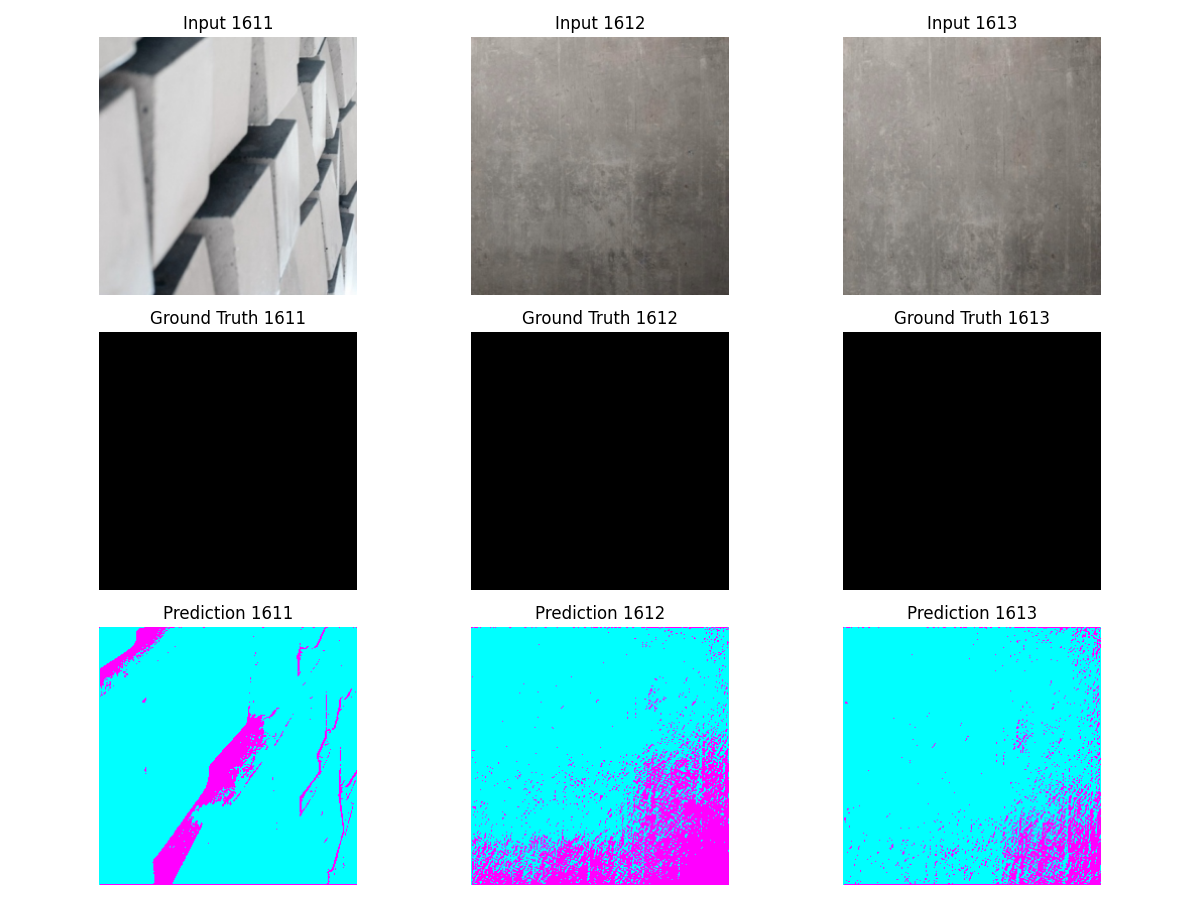 Input 1611
Input 1612
Input 1613
Ground Truth 1611
Ground Truth 1612
Ground Truth 1613
Prediction 1611
Prediction 1612
Prediction 1613